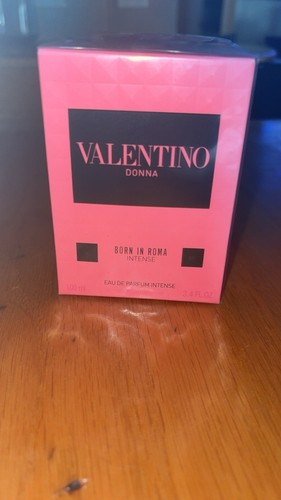 VALENTINO
DONNA
BORN IN ROMA
INTENSE
EAU DE PARFUM INTENSE